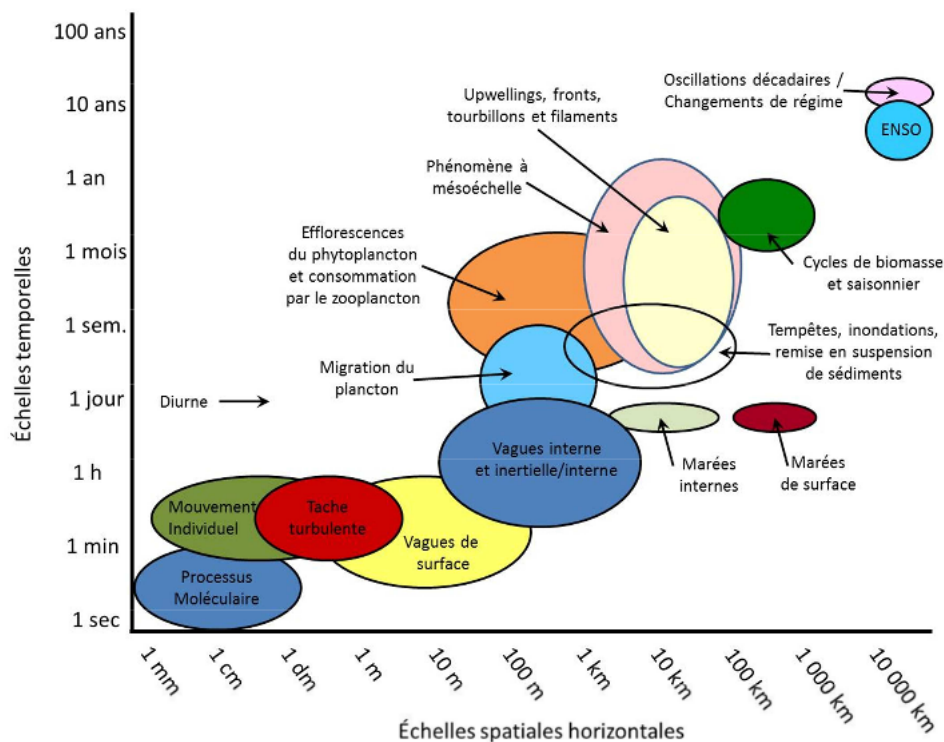 100 ans
10 ans
1 an
1 mois
1 sem.
1 jour
1 h
1 min
1 sec
Échelles temporelles
Oscillations décadaires /
Changements de régime
ENSO
Upwellings, fronts,
tourbillons et filaments
Phénomène à
mésoéchelle
Efflorescences
du phytoplancton
et consommation
par le zooplancton
Cycles de biomasse
et saisonnier
Tempêtes, inondations,
remise en suspension
de sédiments
Migration du
plancton
Diurne
Vagues interne
et inertielle/interne
Marées
internes
Marées
de surface
Mouvement
Individuel
Tache
turbulente
Vagues de
surface
Processus
Moléculaire
1 mm
1 cm
1 dm
1 m
10 m
100 m
1 km
10 km
100 km
1 000 km
10 000 km
Échelles spatiales horizontales